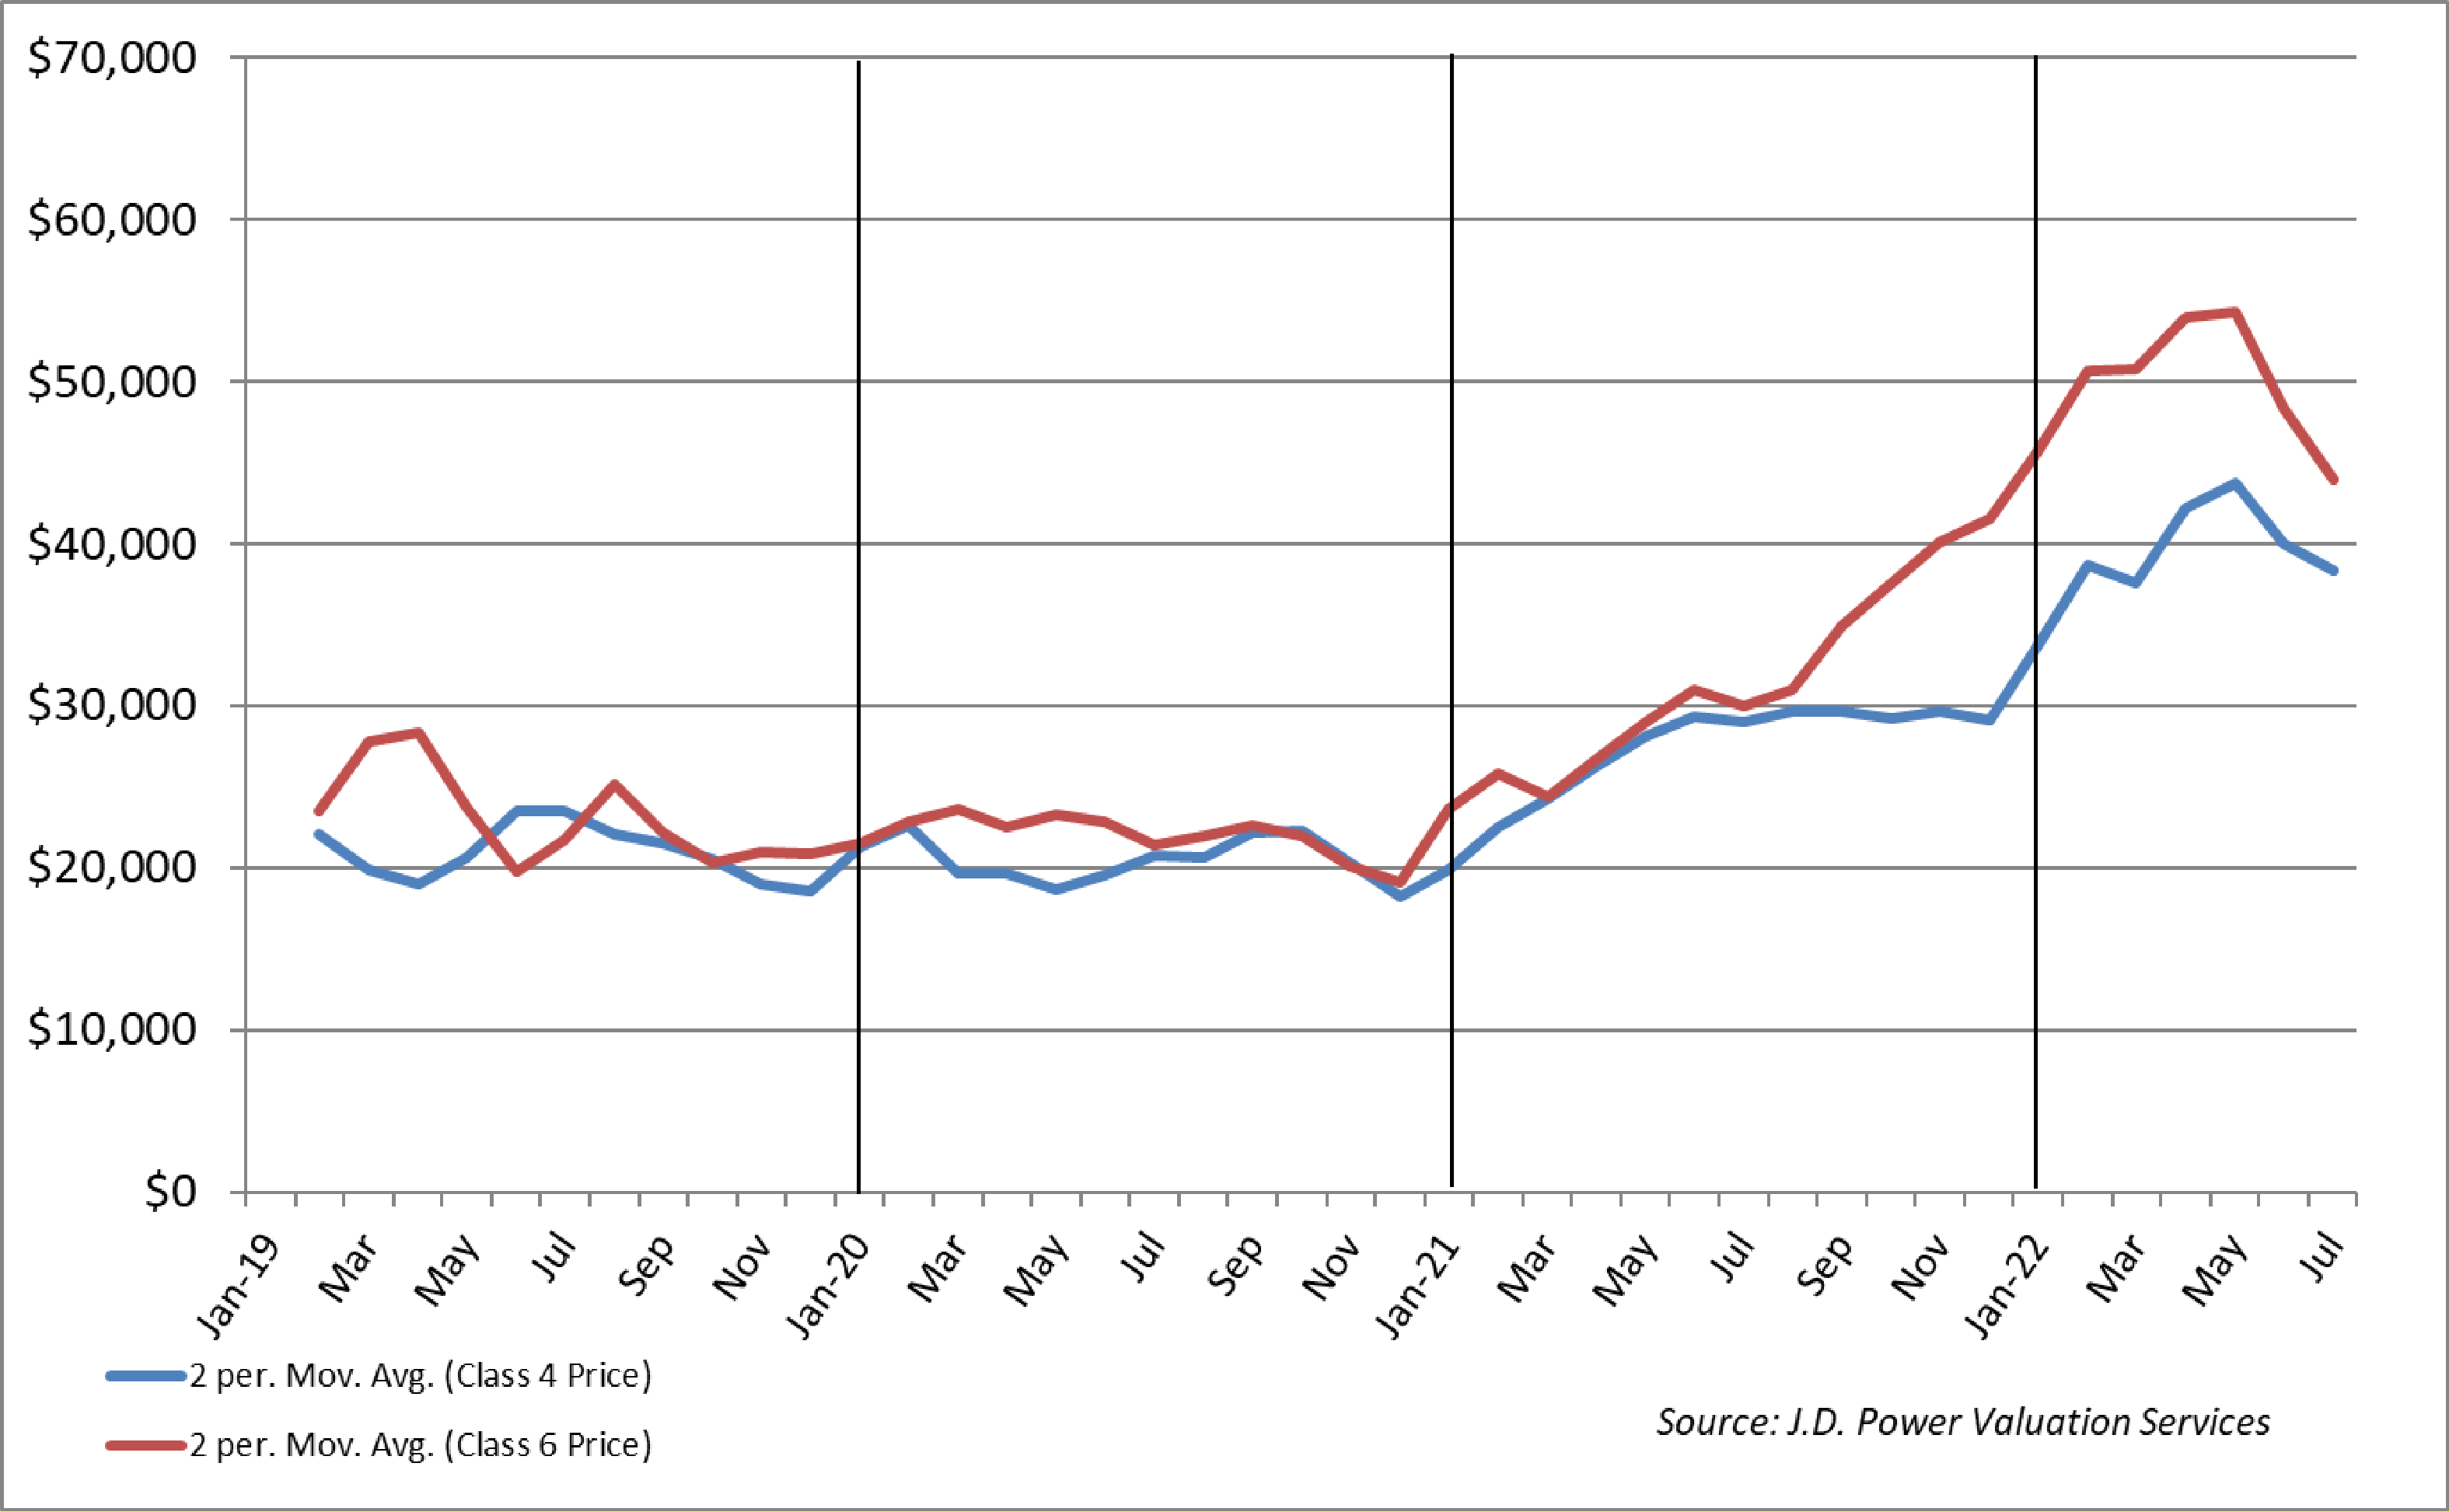 $70,000
$60,000
$50,000
$40,000
$30,000
$20,000
$10,000
$0
Jan-19 Mar May Jul Sep Nov Jan-20 Mar May Jul Sep Nov Jan-21 Mar May Jul Sep Nov Jan-22 Mar May Jul
2 per. Mov. Avg. (Class 4 Price)
Source: J.D. Power Valuation Services
2 per. Mov. Avg. (Class 6 Price)